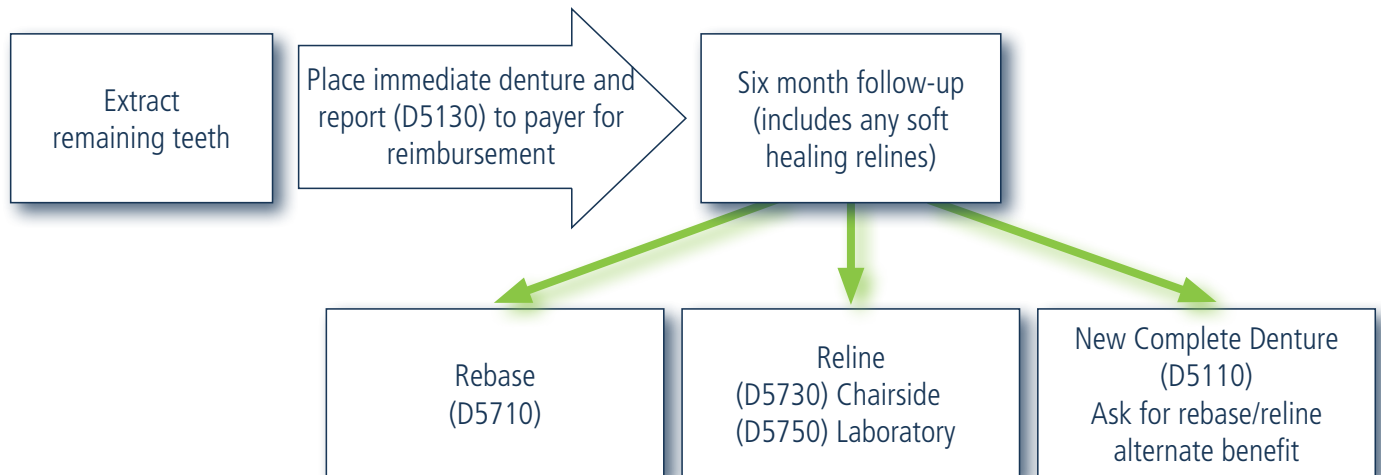 Extract
remaining teeth
Place immediate denture and
report (D5130) to payer for
reimbursement
Six month follow-up
(includes any soft
healing relines)
Rebase
(D5710)
Reline
(D5730) Chairside
(D5750) Laboratory
New Complete Denture
(D5110)
Ask for rebase/reline
alternate benefit